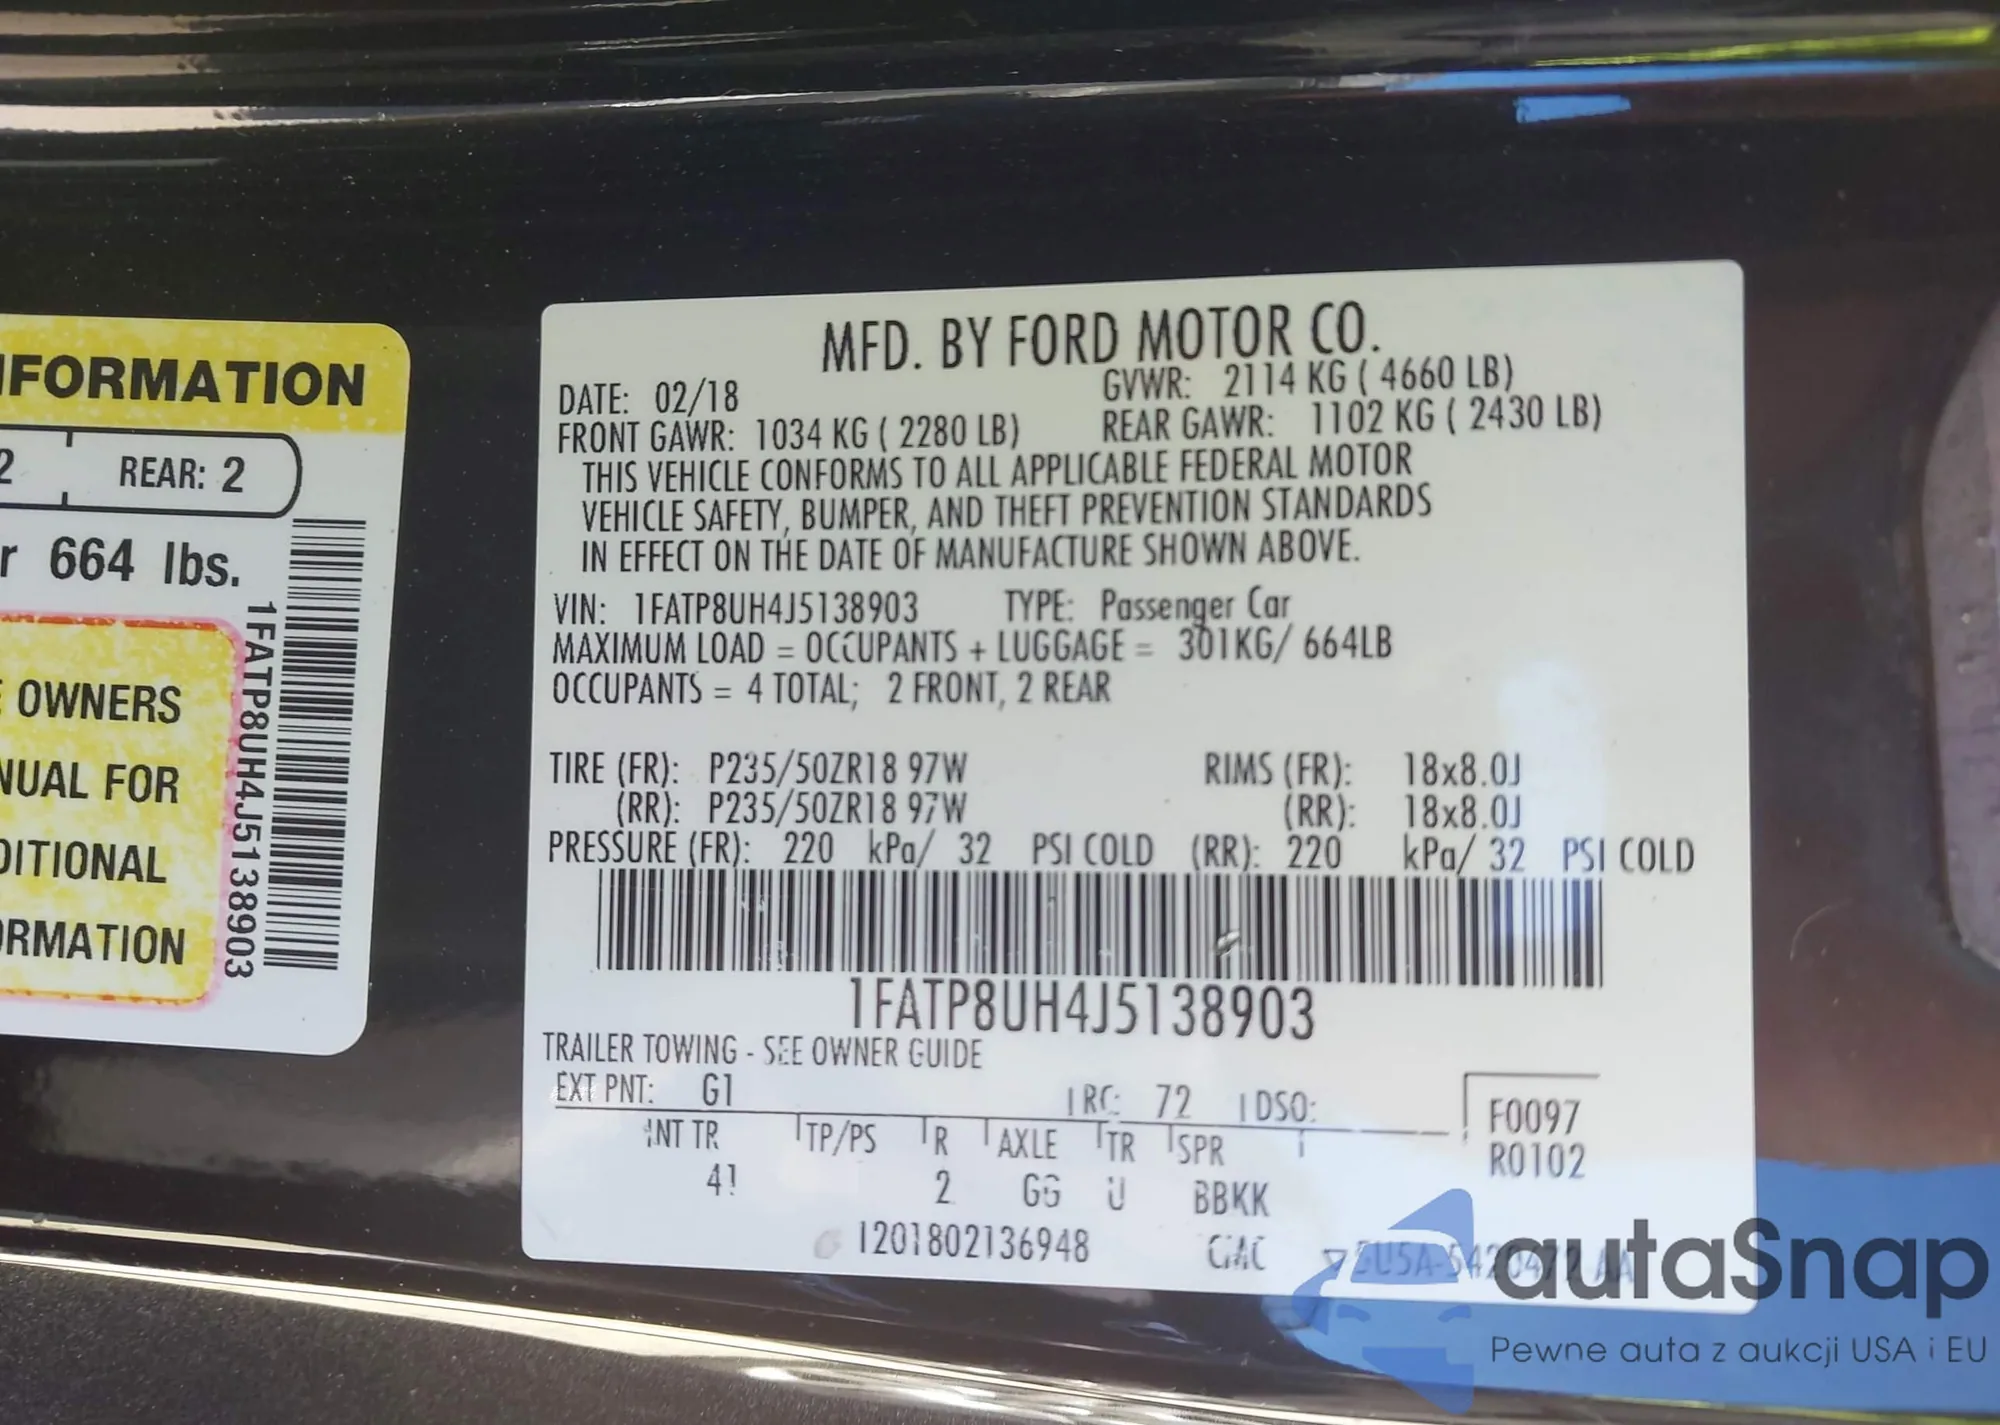 NFORMATION
2 REAR: 2
r 664 lbs.
OWNERS
NUAL FOR
DITIONAL
ORMATION
1FATP8UH4J5138903
MFD. BY FORD MOTOR CO.
DATE: 02/18 GVWR: 2114 KG ( 4660 LB)
FRONT GAWR: 1034 KG ( 2280 LB) REAR GAWR: 1102 KG ( 2430 LB)
THIS VEHICLE CONFORMS TO ALL APPLICABLE FEDERAL MOTOR
VEHICLE SAFETY, BUMPER, AND THEFT PREVENTION STANDARDS
IN EFFECT ON THE DATE OF MANUFACTURE SHOWN ABOVE.
VIN: 1FATP8UH4J5138903 TYPE: Passenger Car
MAXIMUM LOAD = OCCUPANTS + LUGGAGE = 301KG/ 664LB
OCCUPANTS = 4 TOTAL; 2 FRONT, 2 REAR
TIRE (FR): P235/50ZR18 97W RIMS (FR): 18x8.0J
(RR): P235/50ZR18 97W (RR): 18x8.0J
PRESSURE (FR): 220 kPa/ 32 PSI COLD (RR): 220 kPa/ 32 PSI COLD
1FATP8UH4J5138903
TRAILER TOWING - SEE OWNER GUIDE
EXT PNT: G1 RC: 72 DSO:
F0097
R0102
INT TR TP/PS R AXLE TR SPR
2 GG U BBKK
1201802136948
autaSnap
Pewne auta z aukcji USA i EU